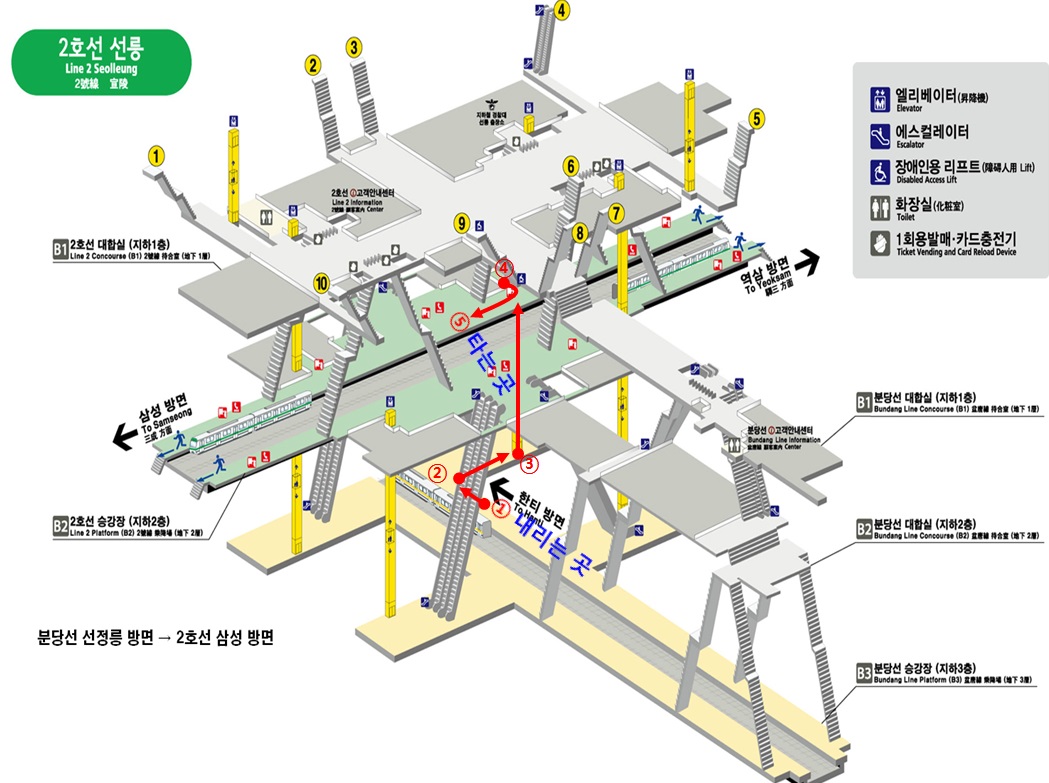 2호선 선릉
Line 2 Seolleung
2號線 宣陵
1
2
3
4
5
6
7
8
9
10
지하철 경찰대
선릉 출장소
2호선 고객안내센터
Line 2 Information
2號線 顧客案內 Center
엘리베이터(昇降機)
Elevator
에스컬레이터
Escalator
장애인용 리프트(障碍人用 Lift)
Disabled Access Lift
화장실(化粧室)
Toilet
1회용발매·카드충전기
Ticket Vending and Card Reload Device
B1 2호선 대합실 (지하1층)
Line 2 Concourse (B1) 2號線 待合室 (地下 1層)
역삼 방면
To Yeoksam
驛三 方面
④
⑤
타는 곳
삼성 방면
To Samseong
三成 方面
B1 분당선 대합실 (지하1층)
Bundang Line Concourse (B1) 盆唐線 待合室 (地下 1層)
분당선 고객안내센터
Bundang Line Information
盆唐線 顧客案內 Center
②
③
①
한티 방면
To Hanti
내리는 곳
B2 2호선 승강장 (지하2층)
Line 2 Platform (B2) 2號線 乘降場 (地下 2層)
B2 분당선 대합실 (지하2층)
Bundang Line Concourse (B2) 盆唐線 待合室 (地下 2層)
분당선 선정릉 방면 → 2호선 삼성 방면
B3 분당선 승강장 (지하3층)
Bundang Line Platform (B3) 盆唐線 乘降場 (地下 3層)